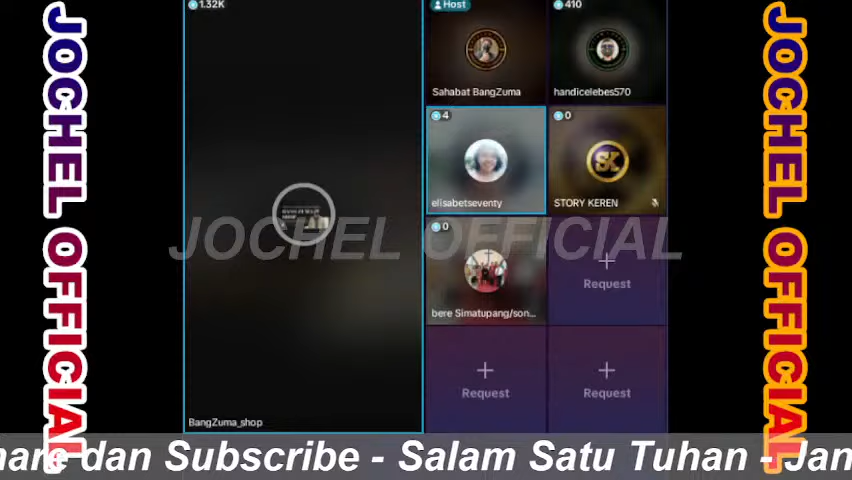 JOCHEL OFFICIAL
JOCHEL OFFICIAL
1.32K
Host
410
Sahabat BangZuma
handicelebes570
4
0
elisabetseventy
STORY KEREN
JOCHEL OFFICIAL
0
Request
bere Simatupang/son...
Request
Request
BangZuma_shop
hare dan Subscribe - Salam Satu Tuhan - Jan